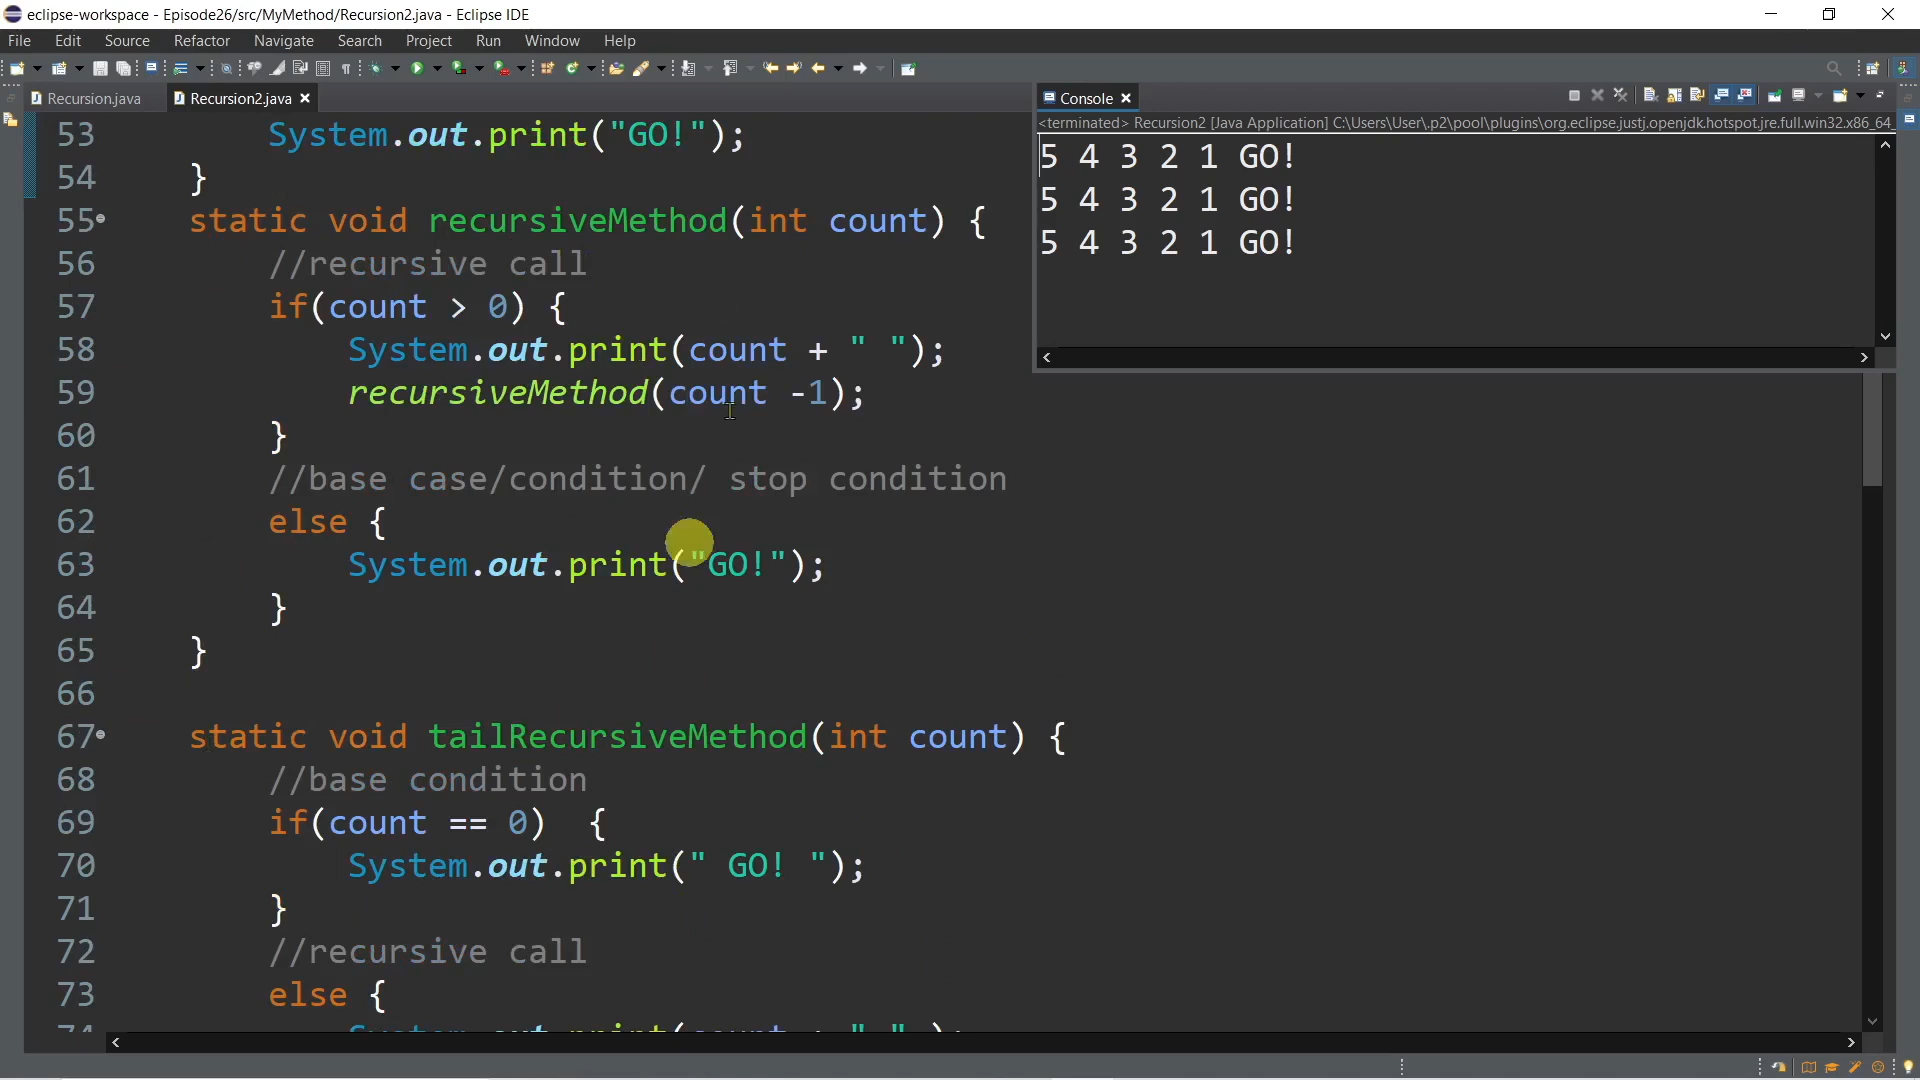 eclipse-workspace - Episode26/src/MyMethod/Recursion2.java - Eclipse IDE
File Edit Source Refactor Navigate Search Project Run Window Help
Recursion.java Recursion2.java
53 System.out.print("GO!");
54 }
55 static void recursiveMethod(int count) {
56 //recursive call
57 if(count > 0) {
58 System.out.print(count + " ");
59 recursiveMethod(count -1);
60 }
61 //base case/condition/ stop condition
62 else {
63 System.out.print("GO!");
64 }
65 }
66
67 static void tailRecursiveMethod(int count) {
68 //base condition
69 if(count == 0)  {
70 System.out.print(" GO! ");
71 }
72 //recursive call
73 else {
Console
<terminated> Recursion2 [Java Application] C:\Users\User\.p2\pool\plugins\org.eclipse.justj.openjdk.hotspot.jre.full.win32.x86_64_
5 4 3 2 1 GO!
5 4 3 2 1 GO!
5 4 3 2 1 GO!